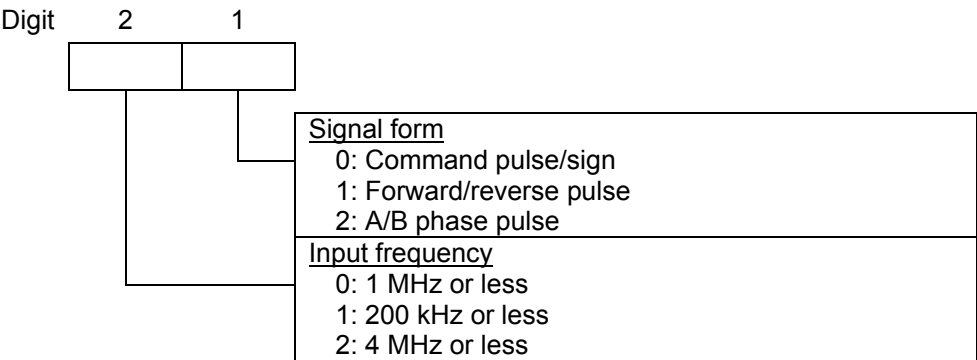 Digit 2 1
Signal form
0: Command pulse/sign
1: Forward/reverse pulse
2: A/B phase pulse
Input frequency
0: 1 MHz or less
1: 200 kHz or less
2: 4 MHz or less